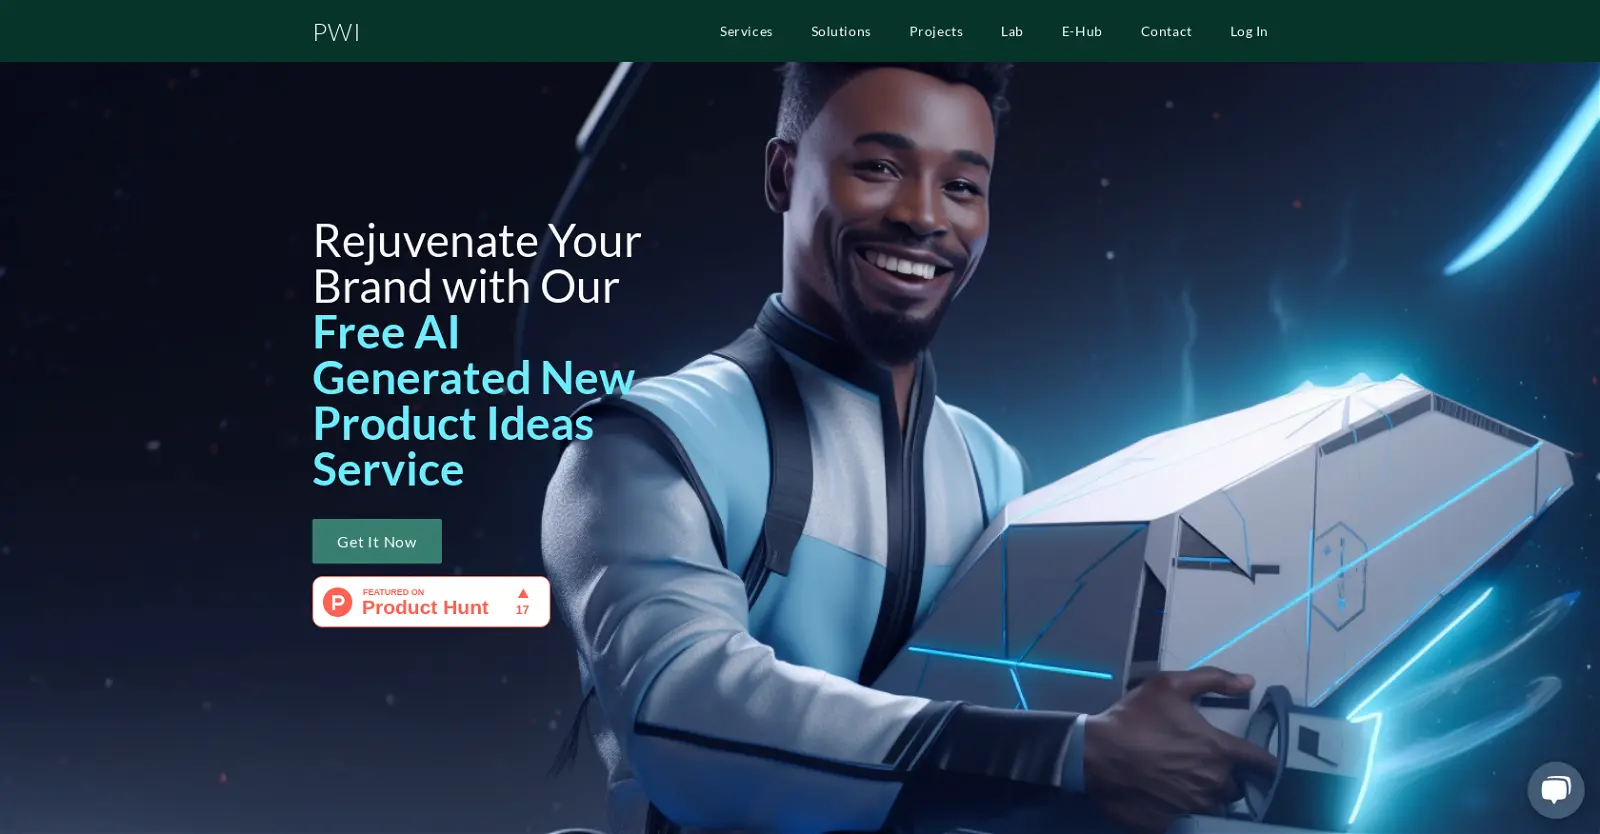 PWI
Services
Solutions
Projects
Lab
E-Hub
Contact
Log In
Rejuvenate Your
Brand with Our
Free AI
Generated New
Product Ideas
Service
Get It Now
P
FEATURED ON
Product Hunt
▲
17